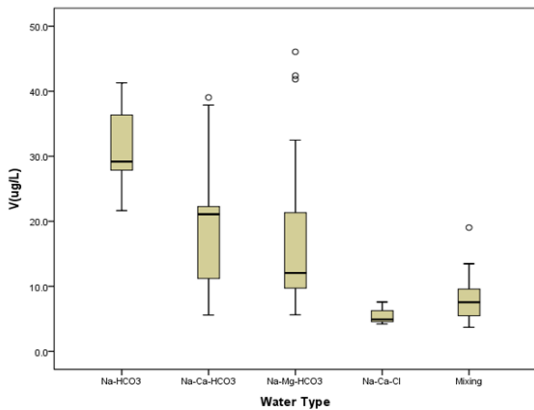 50.0
40.0
30.0
20.0
10.0
0.0
V(ug/L)
Na-HCO3 Na-Ca-HCO3 Na-Mg-HCO3 Na-Ca-Cl Mixing
Water Type